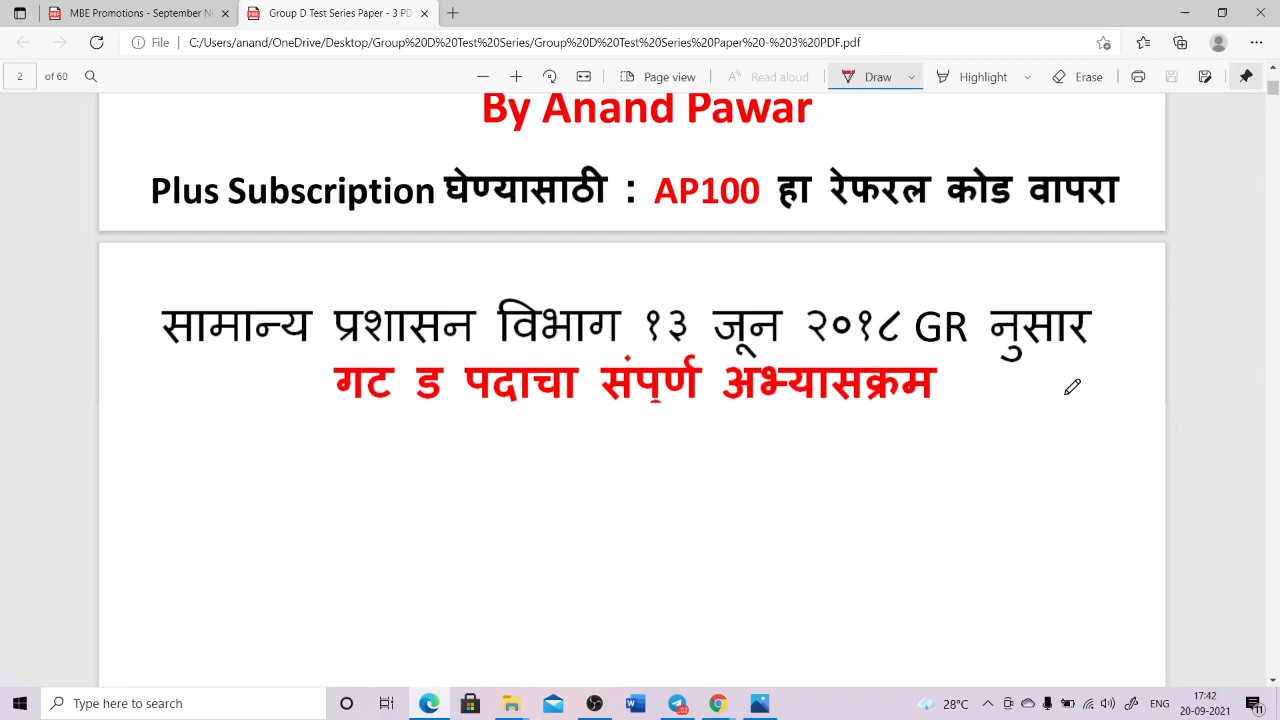 MBE Promotions - September Ne
Group D Test Series Paper - 3 PD
File C:/Users/anand/OneDrive/Desktop/Group%20D%20Test%20Series/Group%20D%20Test%20Series%20Paper%20-%203%20PDF.pdf
2 of 60 Page view Read aloud Draw Highlight Erase
By Anand Pawar
Plus Subscription घेण्यासाठी : AP100 हा रेफरल कोड वापरा
सामान्य प्रशासन विभाग १३ जून २०१८ GR नुसार
गट ड पदाचा संपूर्ण अभ्यासक्रम
Type here to search
28°C ENG 17:42
20-09-2021